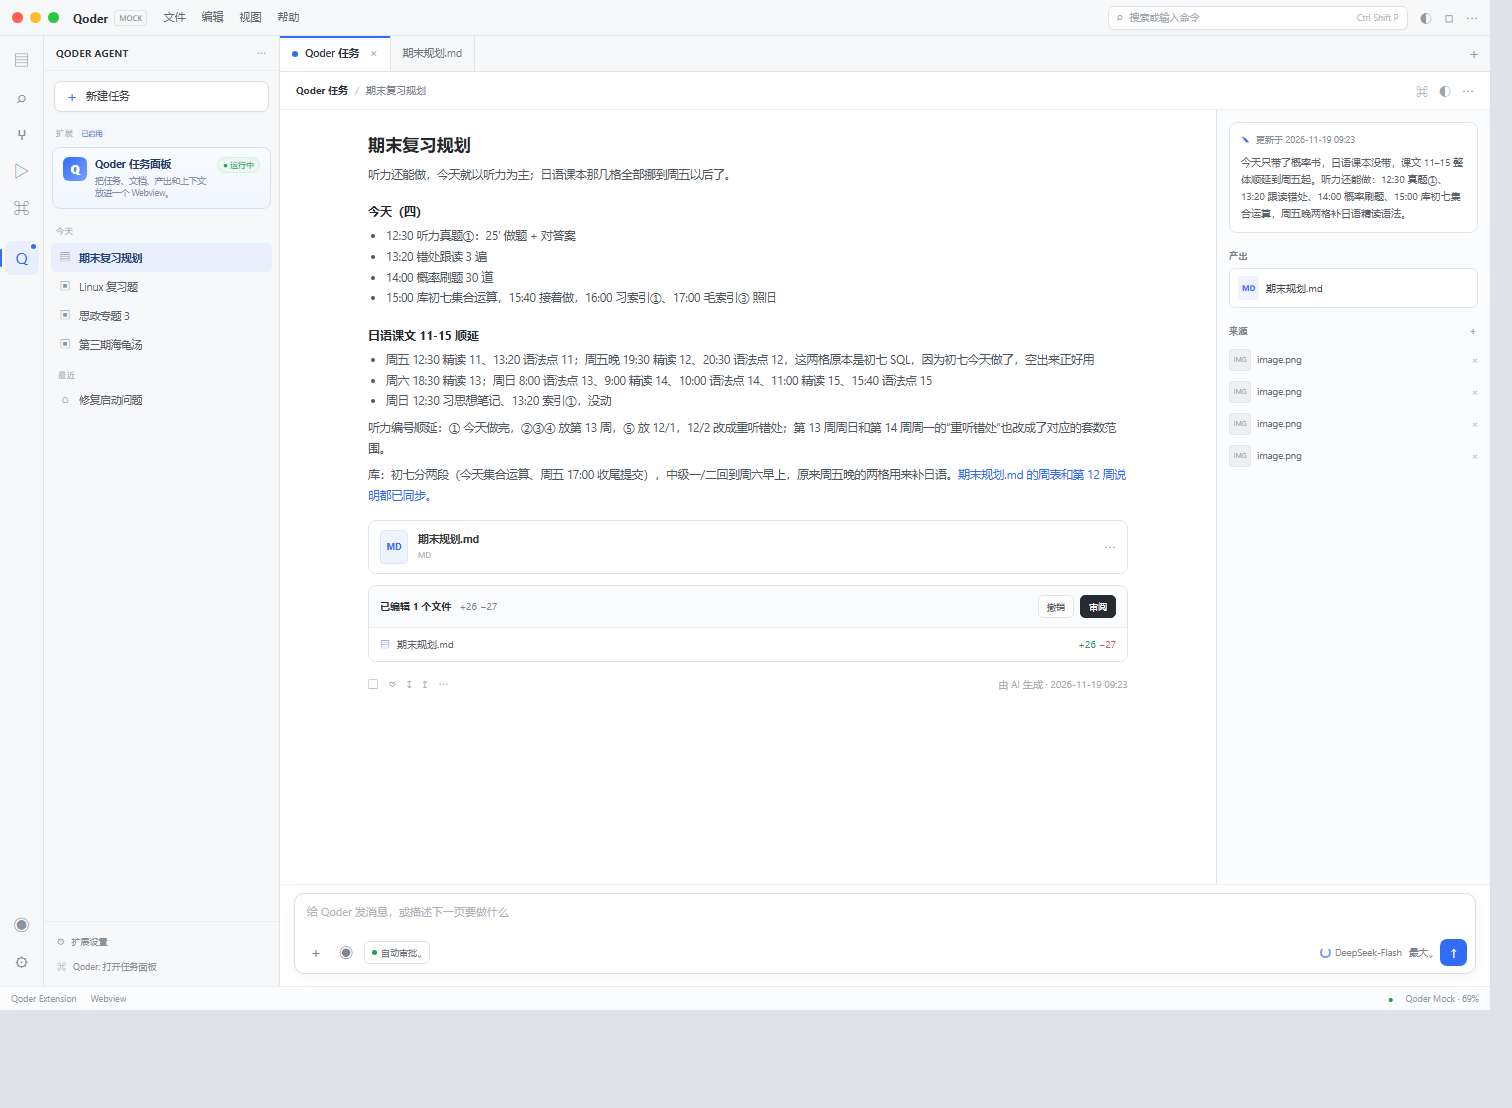 Qoder MOCK 文件 编辑 视图 帮助
搜索或输入命令 Ctrl Shift P
QODER AGENT
+ 新建任务
扩展 已启用
Q Qoder 任务面板 运行中
把任务、文档、产出和上下文
放进一个 Webview。
今天
期末复习规划
Linux 复习题
思政专题 3
第三期海龟汤
最近
修复启动问题
扩展设置
Qoder: 打开任务面板
Qoder 任务 × 期末规划.md
Qoder 任务 / 期末复习规划
期末复习规划
听力还能做，今天就以听力为主；日语课本那几格全部挪到周五以后了。
今天（四）
• 12:30 听力真题①：25' 做题 + 对答案
• 13:20 错处跟读 3 遍
• 14:00 概率刷题 30 道
• 15:00 库初七集合运算，15:40 接着做，16:00 习索引①、17:00 毛索引③ 照旧
日语课文 11-15 顺延
• 周五 12:30 精读 11、13:20 语法点 11；周五晚 19:30 精读 12、20:30 语法点 12，这两格原本是初七 SQL，因为初七今天做了，空出来正好用
• 周六 18:30 精读 13；周日 8:00 语法点 13、9:00 精读 14、10:00 语法点 14、11:00 精读 15、15:40 语法点 15
• 周日 12:30 习思想笔记、13:20 索引①，没动
听力编号顺延：① 今天做完，②③④ 放第 13 周，⑤ 放 12/1，12/2 改成重听错处；第 13 周周日和第 14 周周一的"重听错处"也改成了对应的套数范
围。
库：初七分两段（今天集合运算、周五 17:00 收尾提交），中级一/二回到周六早上，原来周五晚的两格用来补日语。期末规划.md 的周表和第 12 周说
明都已同步。
MD 期末规划.md
MD
已编辑 1 个文件 +26 −27 撤销 审阅
期末规划.md +26 −27
由 AI 生成 · 2026-11-19 09:23
更新于 2026-11-19 09:23
今天只带了概率书，日语课本没带，课文 11–15 整
体顺延到周五起。听力还能做：12:30 真题①、
13:20 跟读错处、14:00 概率刷题、15:00 库初七集
合运算，周五晚两格补日语精读语法。
产出
MD 期末规划.md
来源 +
IMG image.png ×
IMG image.png ×
IMG image.png ×
IMG image.png ×
给 Qoder 发消息，或描述下一页要做什么
+ 自动审批。 DeepSeek-Flash 最大。
Qoder Extension Webview Qoder Mock · 69%